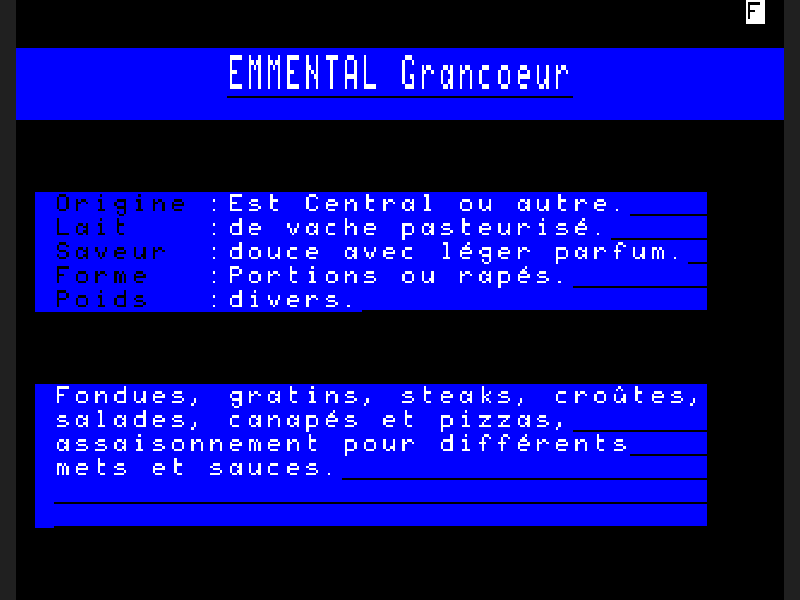 F
EMMENTAL Grancoeur
Origine :Est Central ou autre.
Lait :de vache pasteurisé.
Saveur :douce avec léger parfum.
Forme :Portions ou rapés.
Poids :divers.
Fondues, gratins, steaks, croûtes,
salades, canapés et pizzas,
assaisonnement pour différents
mets et sauces.